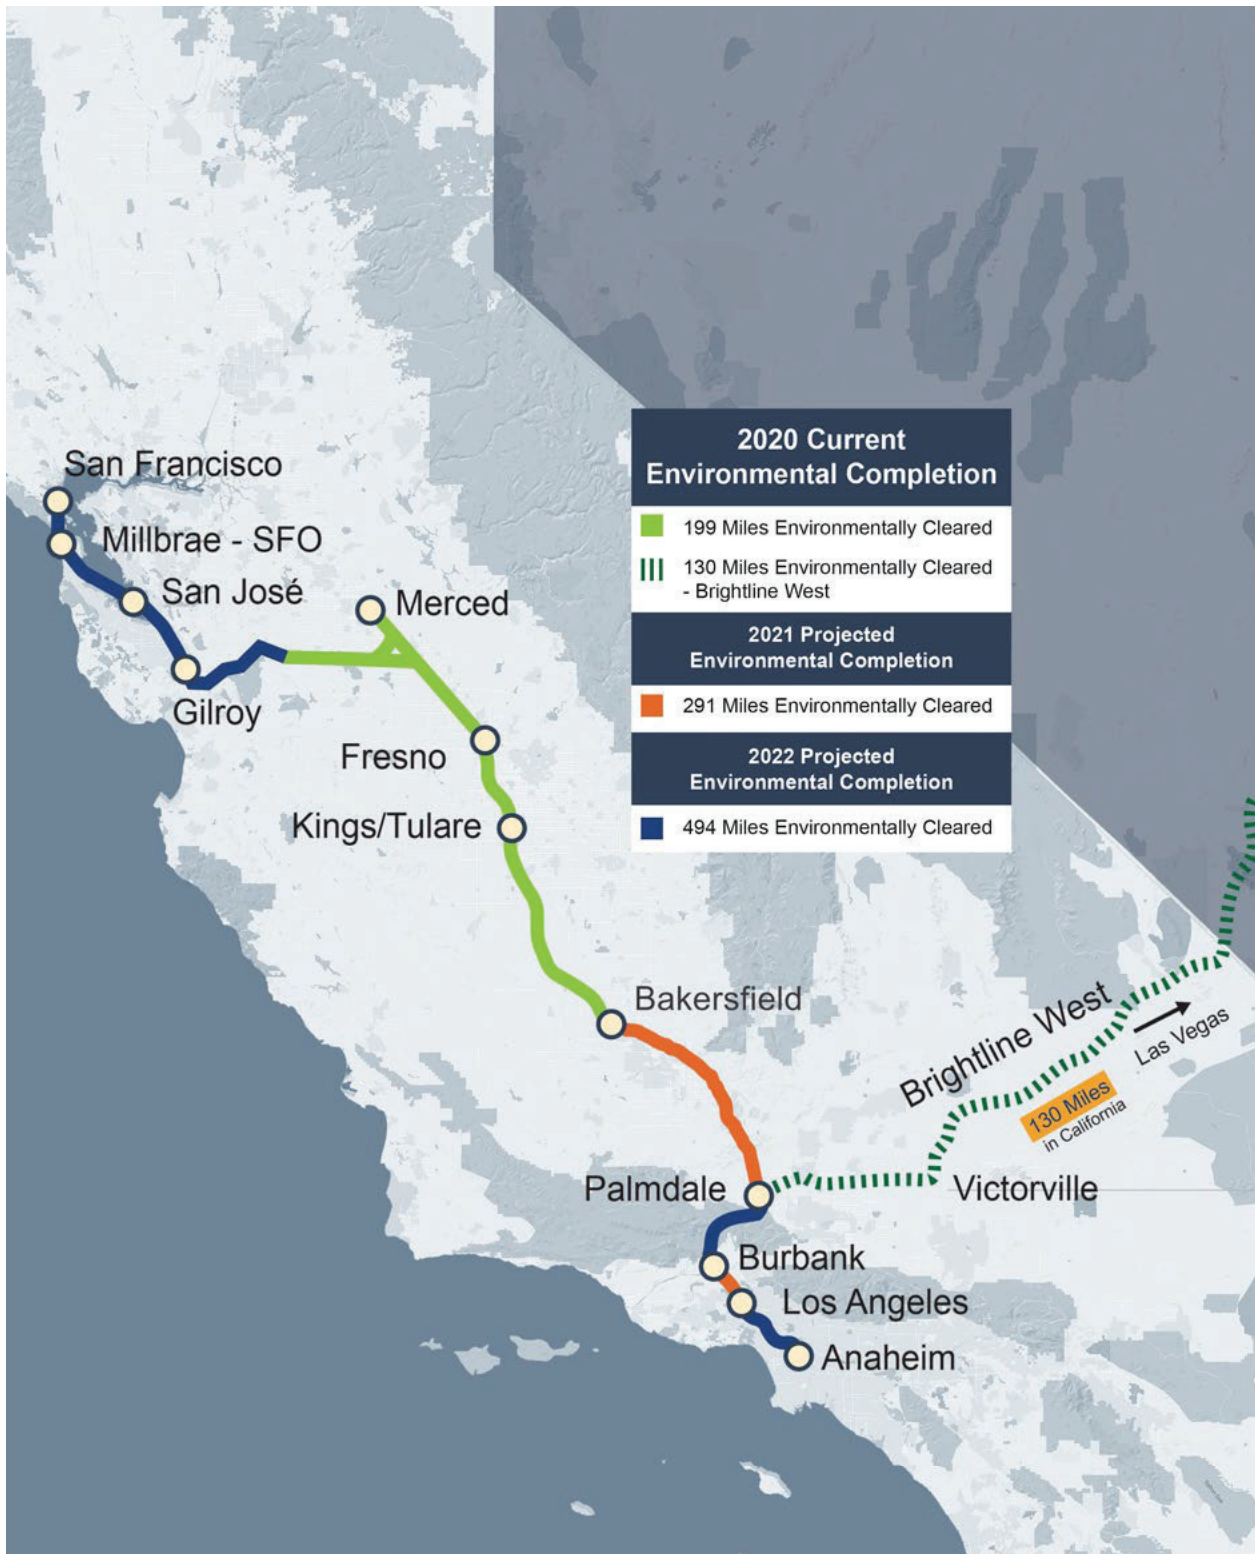 2020 Current
Environmental Completion
199 Miles Environmentally Cleared
130 Miles Environmentally Cleared
- Brightline West
2021 Projected
Environmental Completion
291 Miles Environmentally Cleared
2022 Projected
Environmental Completion
494 Miles Environmentally Cleared
San Francisco
Millbrae - SFO
San José
Merced
Gilroy
Fresno
Kings/Tulare
Bakersfield
Brightline West
Las Vegas
130 Miles
in California
Palmdale
Victorville
Burbank
Los Angeles
Anaheim